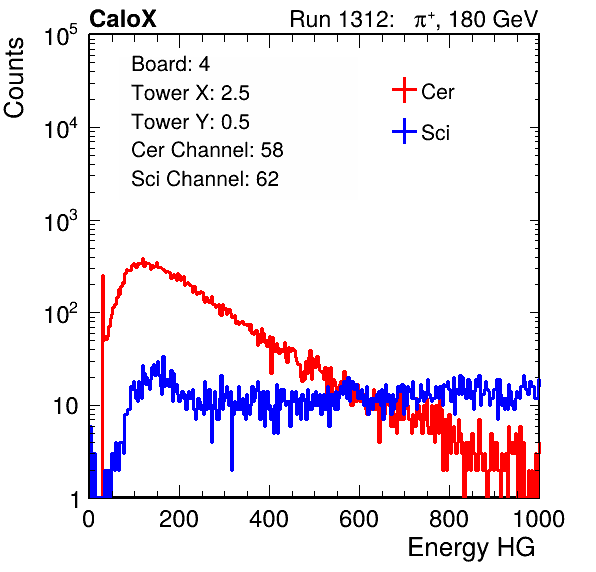 CaloX Run 1312: π⁺, 180 GeV
Counts
10⁵
10⁴
10³
10²
10
1
Board: 4
Tower X: 2.5
Tower Y: 0.5
Cer Channel: 58
Sci Channel: 62
Cer
Sci
0 200 400 600 800 1000
Energy HG